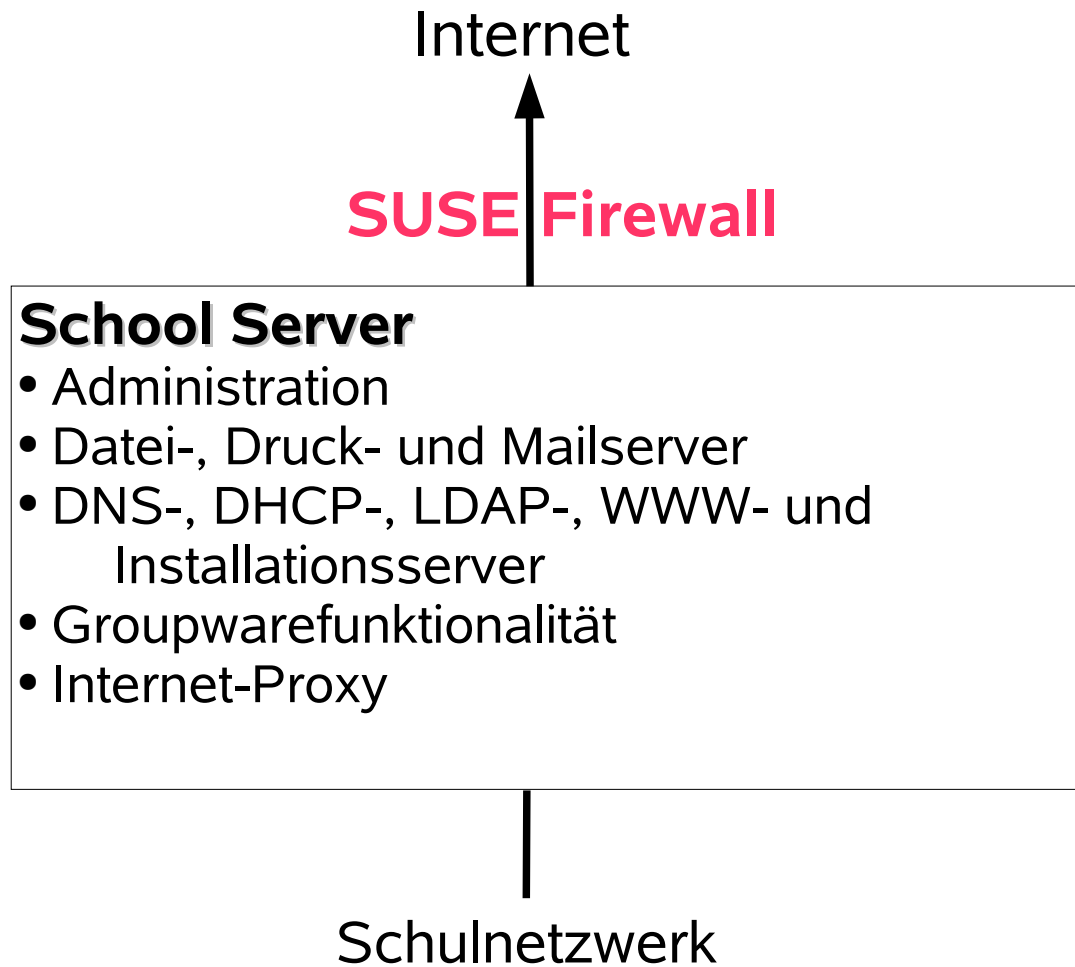 Internet
SUSE Firewall
School Server
• Administration
• Datei-, Druck- und Mailserver
• DNS-, DHCP-, LDAP-, WWW- und
Installationsserver
• Groupwarefunktionalität
• Internet-Proxy
Schulnetzwerk